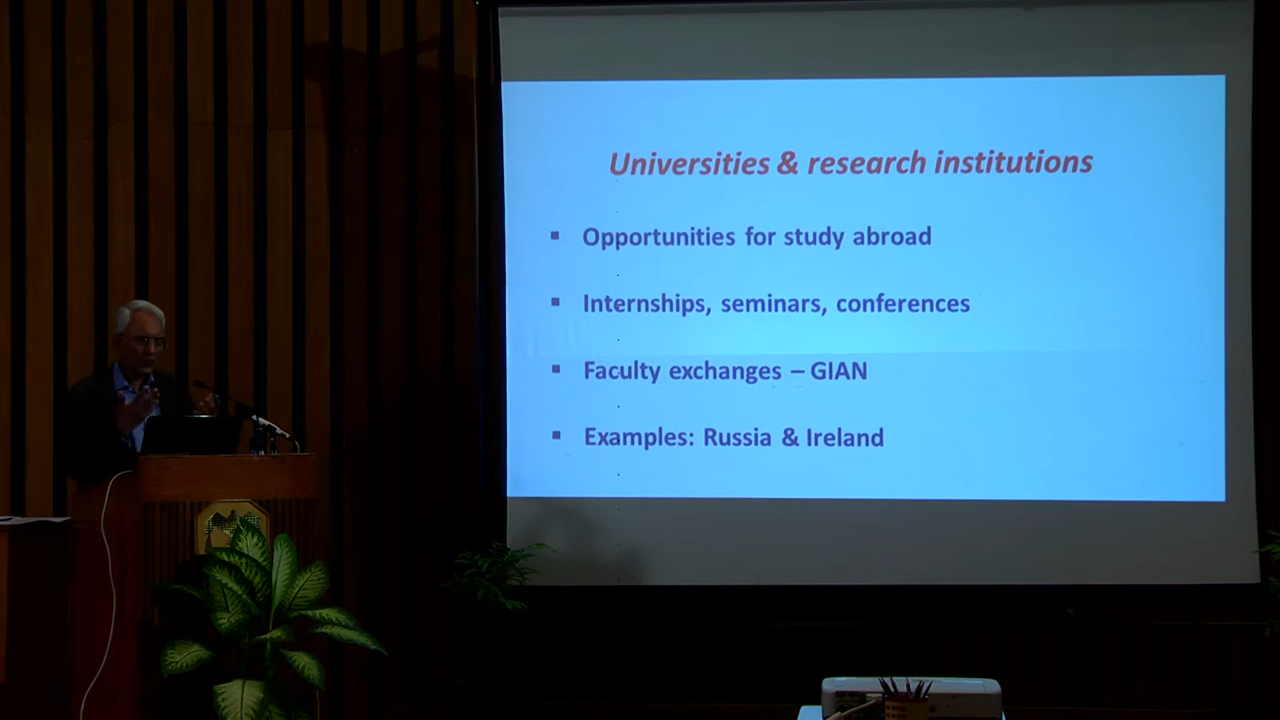 Universities & research institutions
▪ Opportunities for study abroad
▪ Internships, seminars, conferences
▪ Faculty exchanges – GIAN
▪ Examples: Russia & Ireland